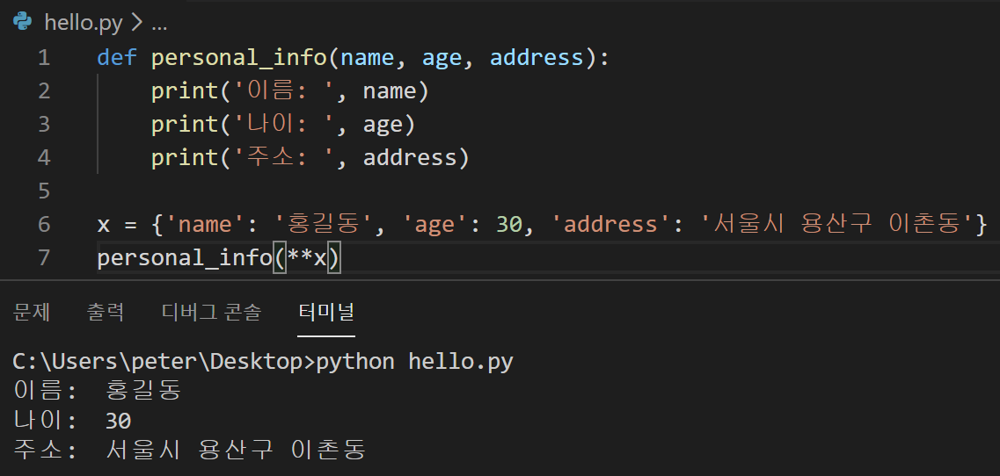 hello.py > ...
1 def personal_info(name, age, address):
2     print('이름: ', name)
3     print('나이: ', age)
4     print('주소: ', address)
5
6 x = {'name': '홍길동', 'age': 30, 'address': '서울시 용산구 이촌동'}
7 personal_info(**x)
문제 출력 디버그 콘솔 터미널
C:\Users\peter\Desktop>python hello.py
이름:  홍길동
나이:  30
주소:  서울시 용산구 이촌동